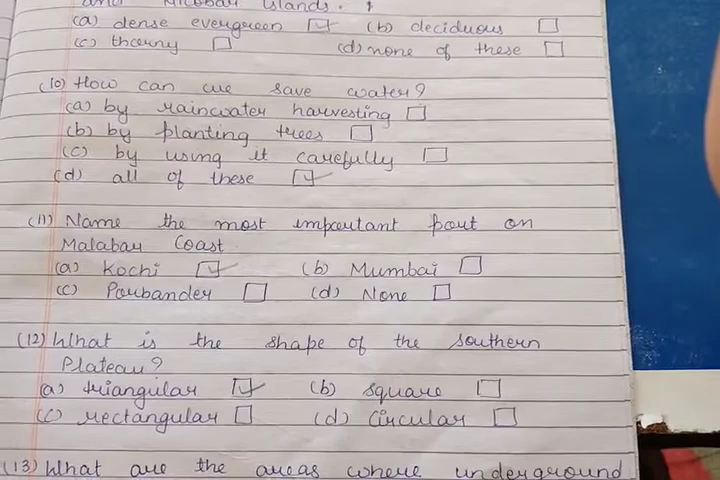 and Nicobar Islands.
(a) dense evergreen ☑ (b) deciduous ☐
(c) thorny ☐ (d) none of these ☐
(10) How can we save water?
(a) by rainwater harvesting ☐
(b) by planting trees ☐
(c) by using it carefully ☐
(d) all of these ☑
(11) Name the most important port on
Malabar Coast.
(a) Kochi ☑ (b) Mumbai ☐
(c) Porbander ☐ (d) None ☐
(12) What is the shape of the southern
Plateau?
(a) triangular ☑ (b) square ☐
(c) rectangular ☐ (d) Circular ☐
(13) What are the areas where underground